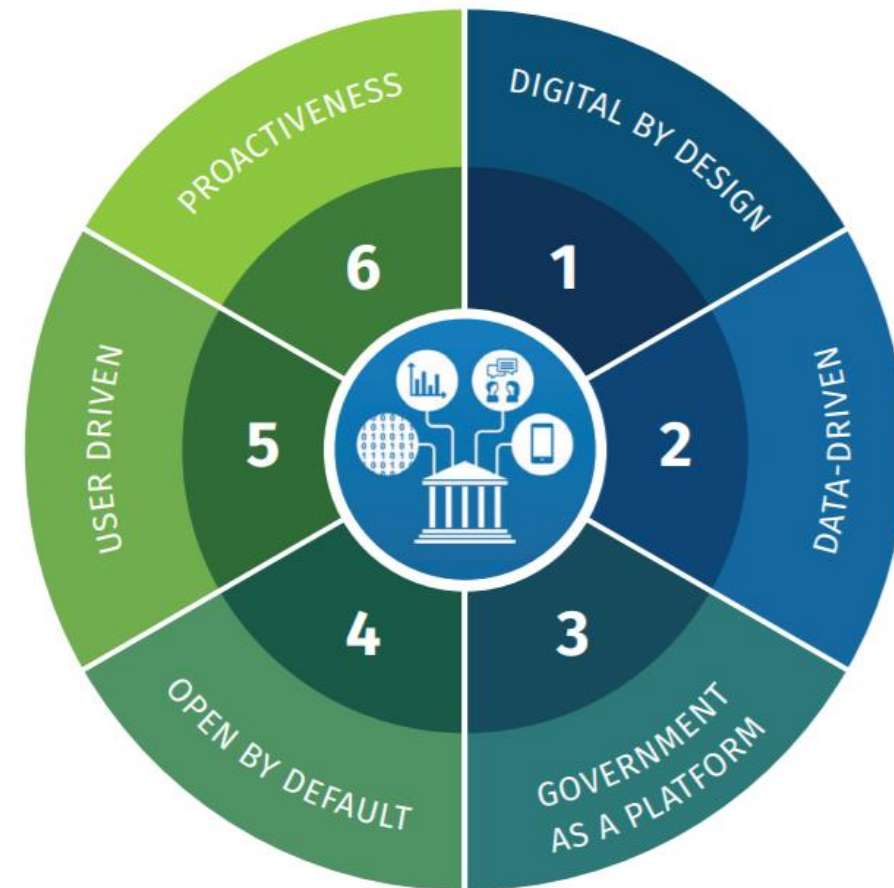 1
DIGITAL BY DESIGN
2
DATA-DRIVEN
3
GOVERNMENT
AS A PLATFORM
4
OPEN BY DEFAULT
5
USER DRIVEN
6
PROACTIVENESS